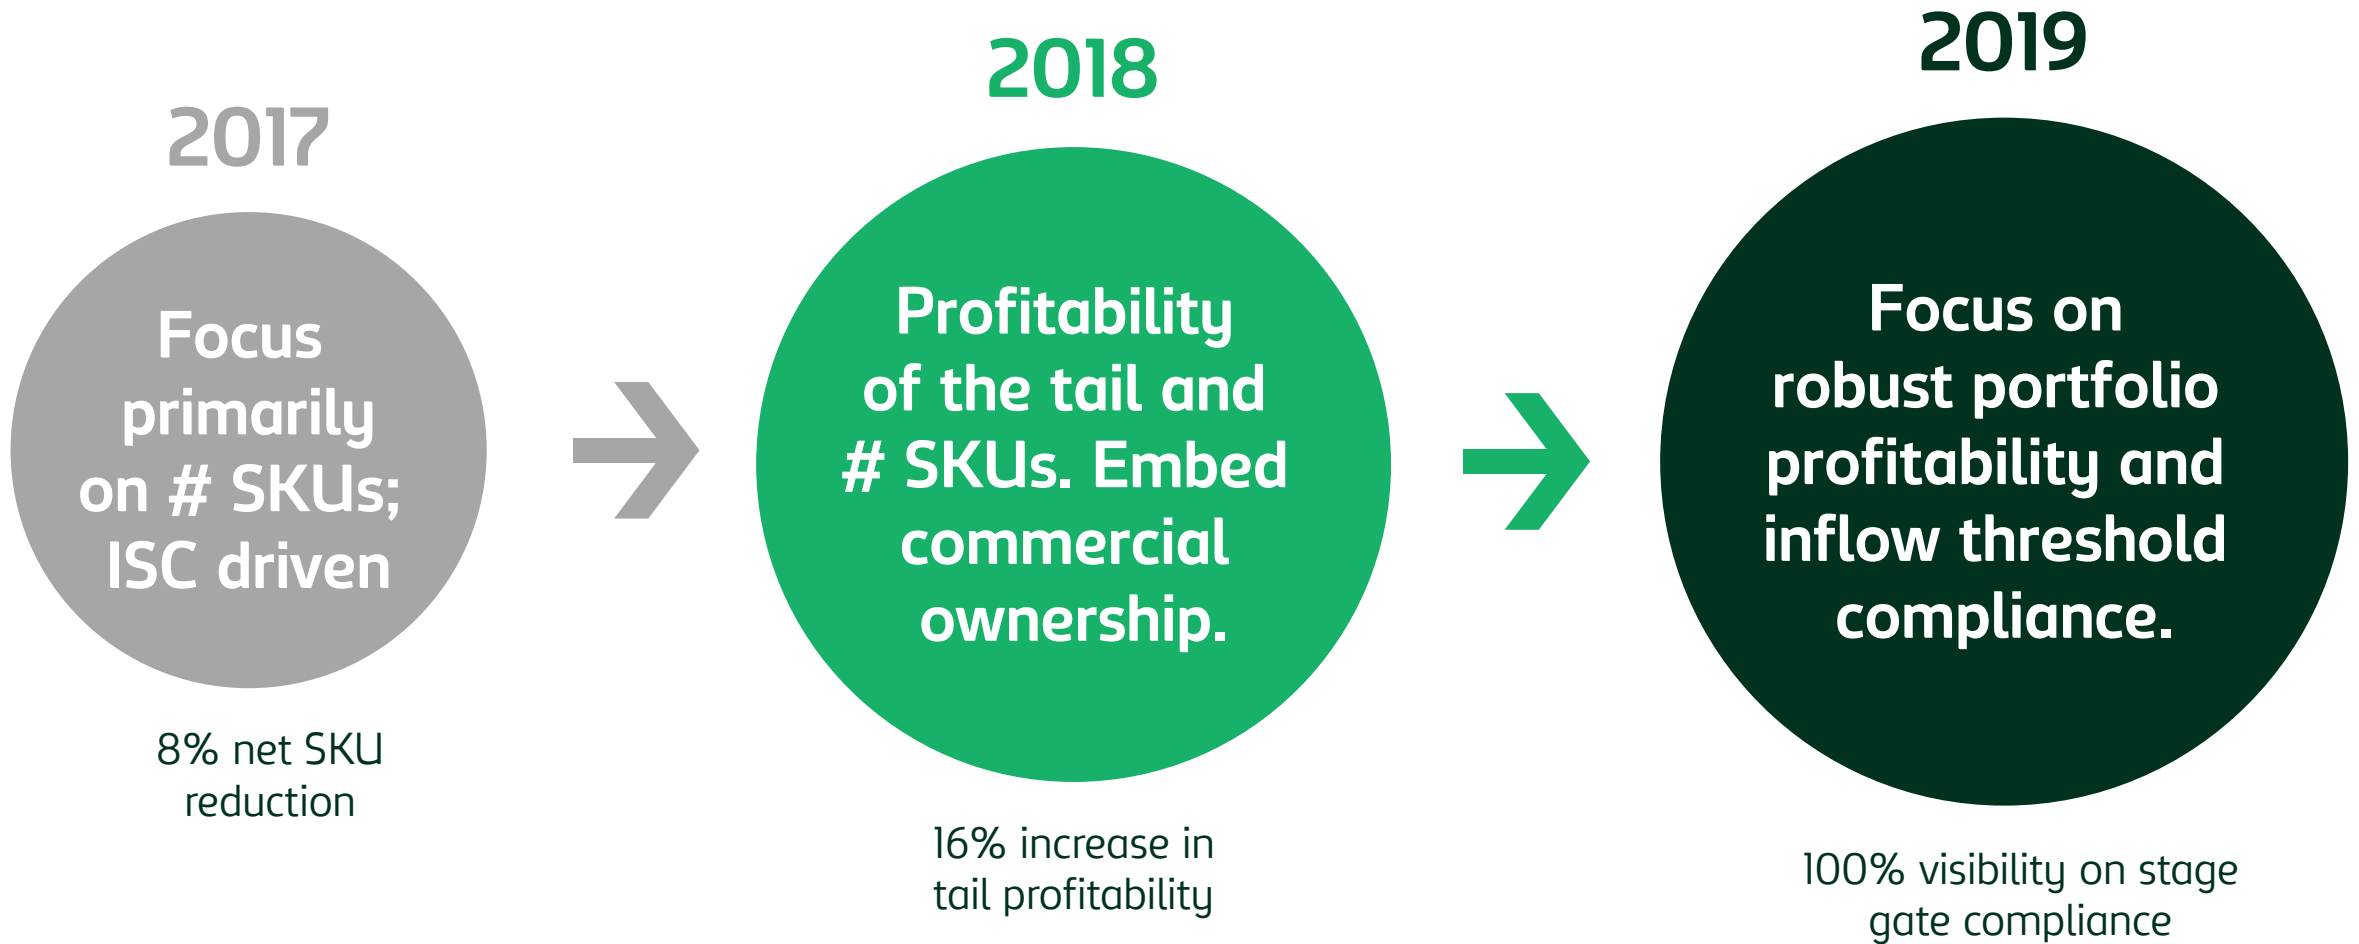 2017
Focus
primarily
on # SKUs;
ISC driven
8% net SKU
reduction
2018
Profitability
of the tail and
# SKUs. Embed
commercial
ownership.
16% increase in
tail profitability
2019
Focus on
robust portfolio
profitability and
inflow threshold
compliance.
100% visibility on stage
gate compliance